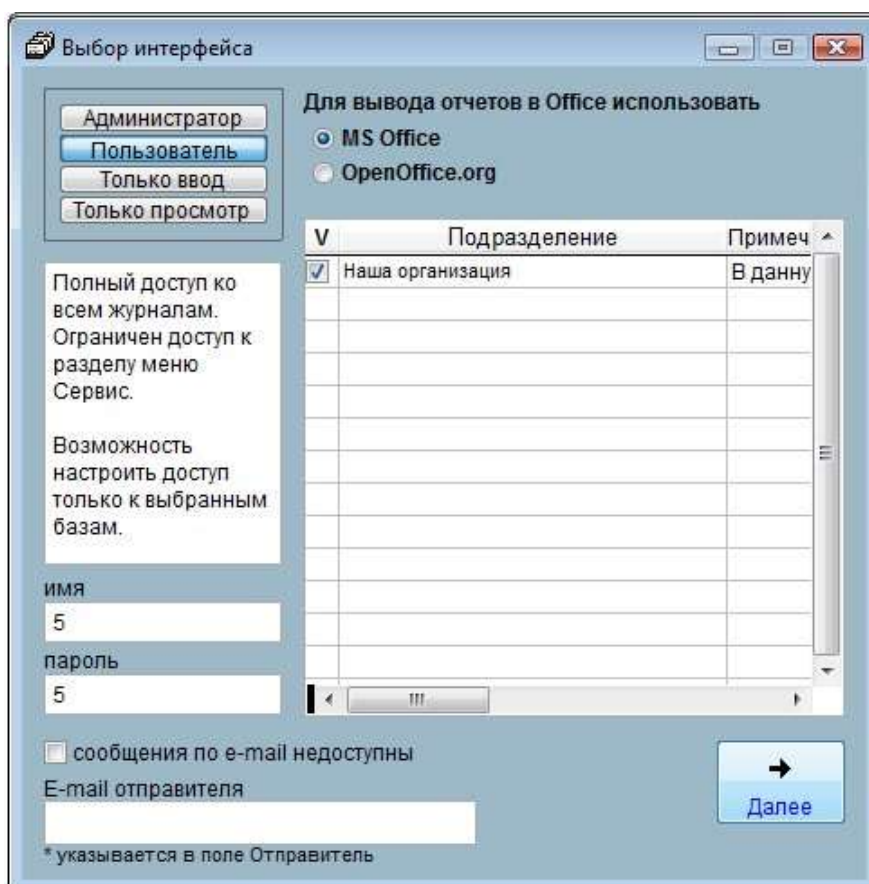 Выбор интерфейса
Администратор
Пользователь
Только ввод
Только просмотр
Для вывода отчетов в Office использовать
MS Office
OpenOffice.org
V Подразделение Примеч
Наша организация В данну
Полный доступ ко
всем журналам.
Ограничен доступ к
разделу меню
Сервис.
Возможность
настроить доступ
только к выбранным
базам.
имя
5
пароль
5
сообщения по e-mail недоступны
E-mail отправителя
* указывается в поле Отправитель
Далее